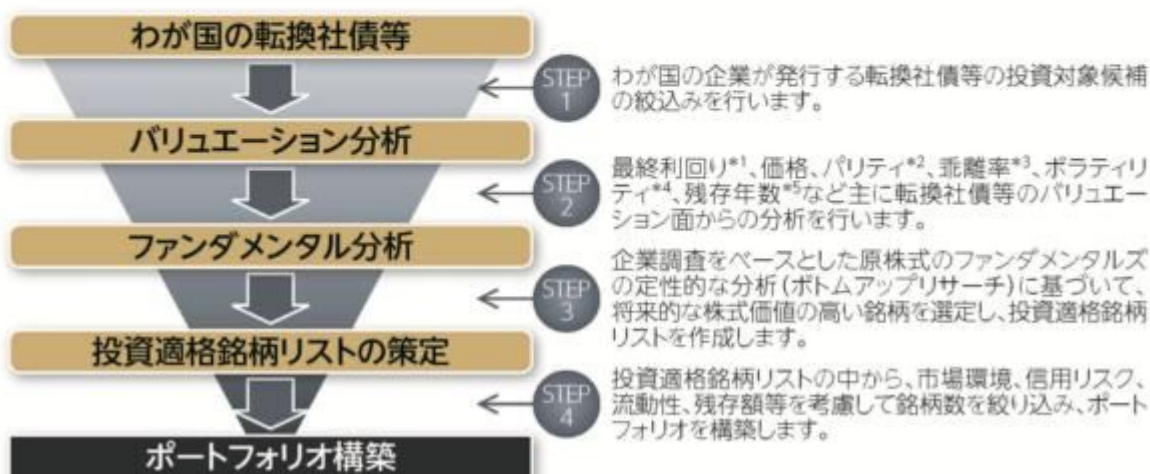 わが国の転換社債等
STEP
1
わが国の企業が発行する転換社債等の投資対象候補
の絞込みを行います。
バリュエーション分析
STEP
2
最終利回り*1、価格、パリティ*2、乖離率*3、ボラティリ
ティ*4、残存年数*5など主に転換社債等のバリュエー
ション面からの分析を行います。
ファンダメンタル分析
STEP
3
企業調査をベースとした原株式のファンダメンタルズ
の定性的な分析(ボトムアップリサーチ)に基づいて、
将来的な株式価値の高い銘柄を選定し、投資適格銘柄
リストを作成します。
投資適格銘柄リストの策定
STEP
4
投資適格銘柄リストの中から、市場環境、信用リスク、
流動性、残存額等を考慮して銘柄数を絞り込み、ポート
フォリオを構築します。
ポートフォリオ構築